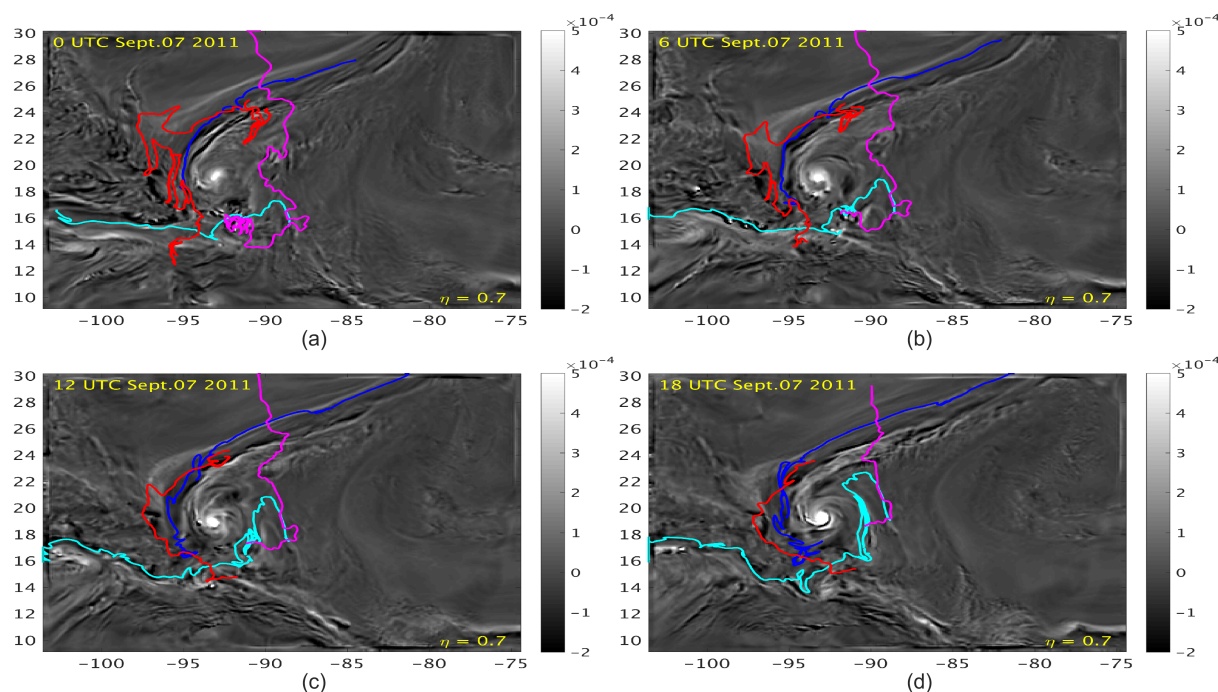 ×10⁻⁴
×10⁻⁴
0 UTC Sept.07 2011
6 UTC Sept.07 2011
30 28 26 24 22 20 18 16 14 12 10
5 4 3 2 1 0 −1 −2
30 28 26 24 22 20 18 16 14 12 10
5 4 3 2 1 0 −1 −2
η = 0.7
η = 0.7
−100 −95 −90 −85 −80 −75
−100 −95 −90 −85 −80 −75
(a)
(b)
×10⁻⁴
×10⁻⁴
12 UTC Sept.07 2011
18 UTC Sept.07 2011
30 28 26 24 22 20 18 16 14 12 10
5 4 3 2 1 0 −1 −2
30 28 26 24 22 20 18 16 14 12 10
5 4 3 2 1 0 −1 −2
η = 0.7
η = 0.7
−100 −95 −90 −85 −80 −75
−100 −95 −90 −85 −80 −75
(c)
(d)